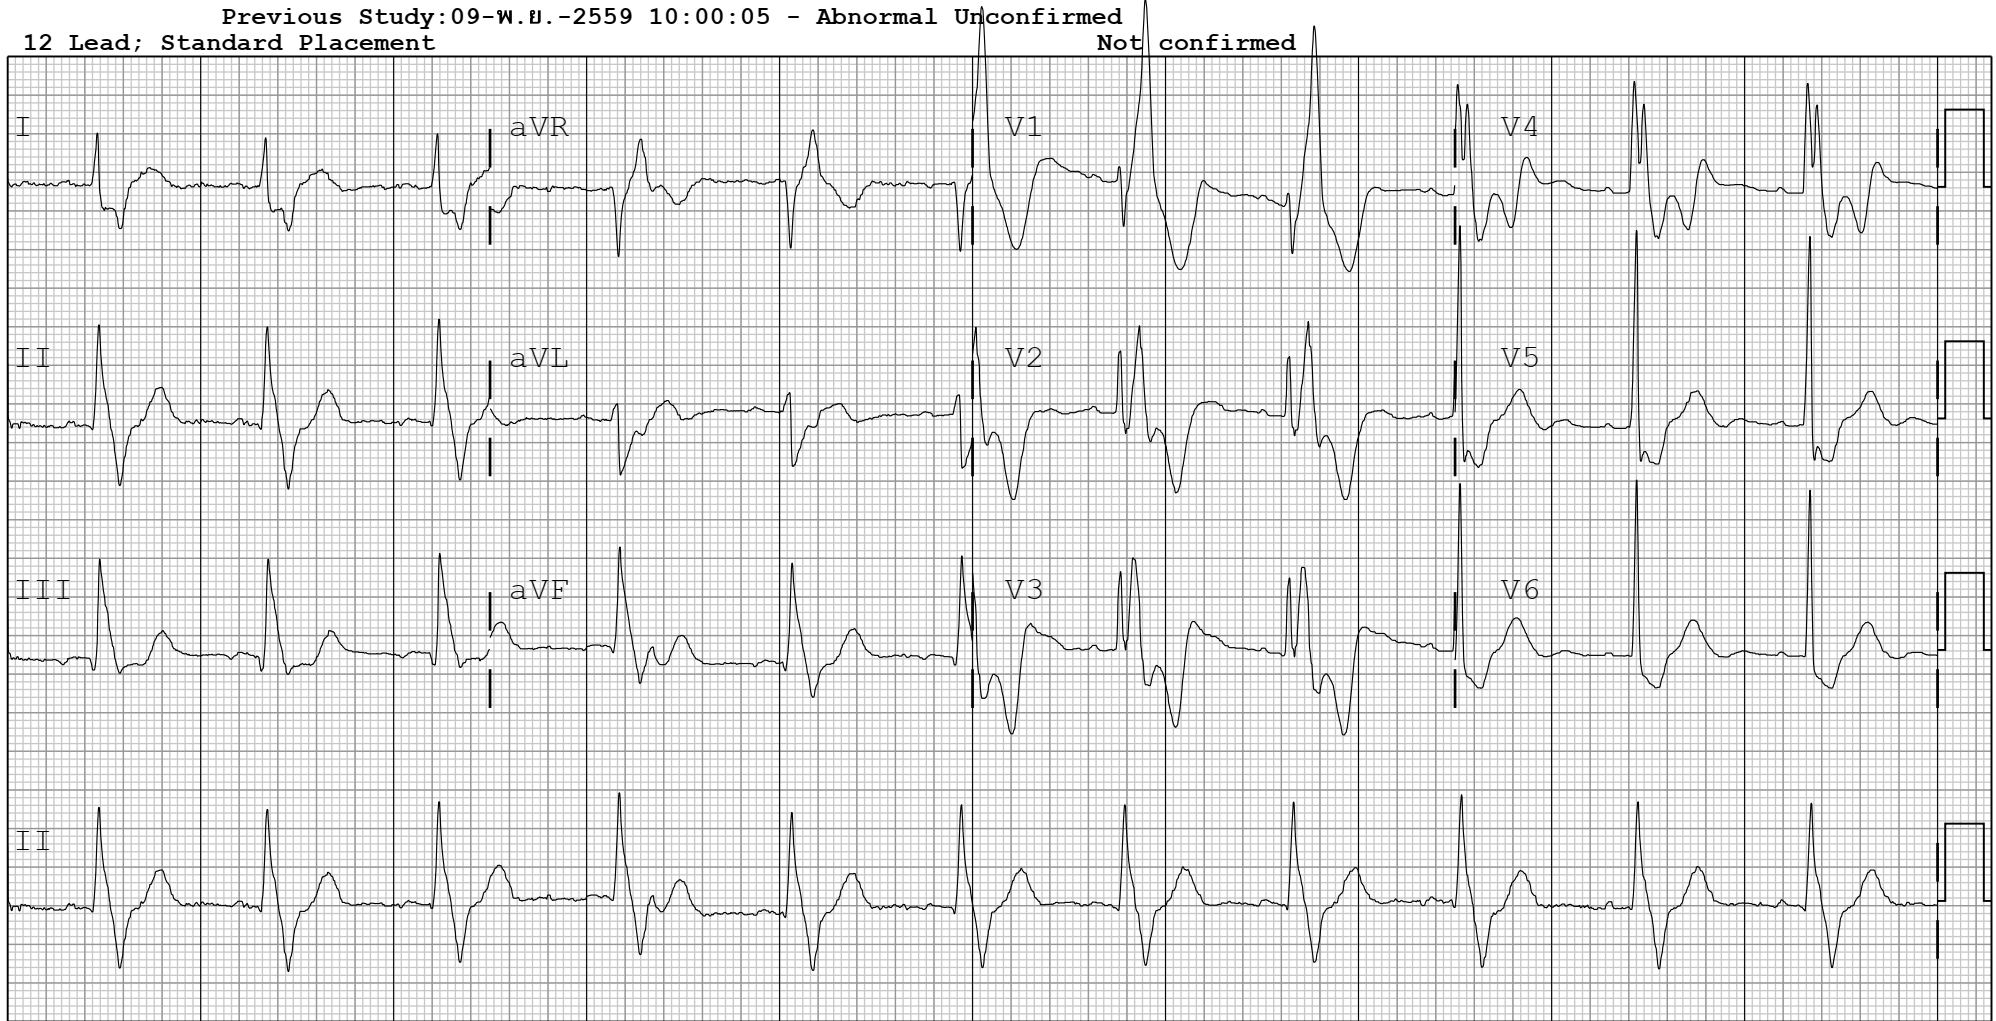 Previous Study:09-พ.ย.-2559 10:00:05 - Abnormal Unconfirmed
12 Lead; Standard Placement Not confirmed
I aVR V1 V4
II aVL V2 V5
III aVF V3 V6
II